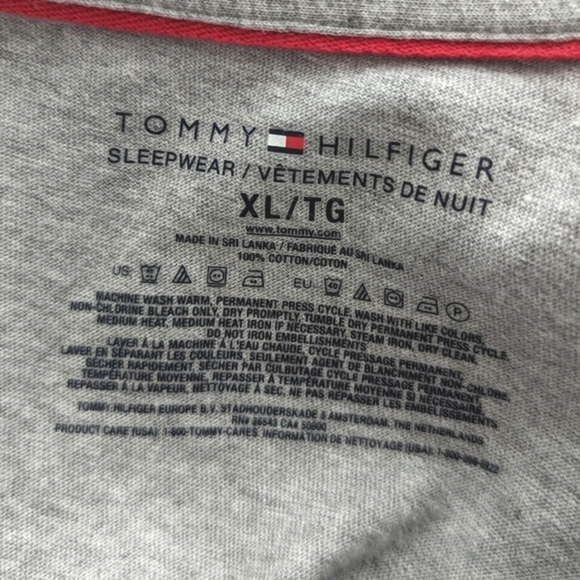 TOMMY HILFIGER
SLEEPWEAR / VÊTEMENTS DE NUIT
XL/TG
www.tommy.com
MADE IN SRI LANKA / FABRIQUÉ AU SRI LANKA
100% COTTON/COTON
US: EU: 40 P
MACHINE WASH WARM, PERMANENT PRESS CYCLE, WASH WITH LIKE COLORS,
NON-CHLORINE BLEACH ONLY, DRY PROMPTLY, TUMBLE DRY PERMANENT PRESS CYCLE,
MEDIUM HEAT, MEDIUM HEAT IRON IF NECESSARY, STEAM IRON, DRY CLEAN.
DO NOT IRON EMBELLISHMENTS
LAVER À LA MACHINE À L'EAU CHAUDE, CYCLE PRESSAGE PERMANENT,
LAVER EN SÉPARANT LES COULEURS, SEULEMENT AGENT DE BLANCHIMENT NON-CHLORINE,
SÉCHER RAPIDEMENT, SÉCHER PAR CULBUTAGE CYCLE PRESSAGE PERMANENT,
TEMPÉRATURE MOYENNE, REPASSER À TEMPÉRATURE MOYENNE SI NÉCESSAIRE,
REPASSER À LA VAPEUR, NETTOYAGE À SEC, NE PAS REPASSER LES EMBELLISSEMENTS
TOMMY HILFIGER EUROPE B.V. STADHOUDERSKADE 6 AMSTERDAM, THE NETHERLANDS
RN# 36543 CA#
PRODUCT CARE (USA): 1-800-TOMMY-CARES. INFORMATION DE NETTOYAGE (USA):